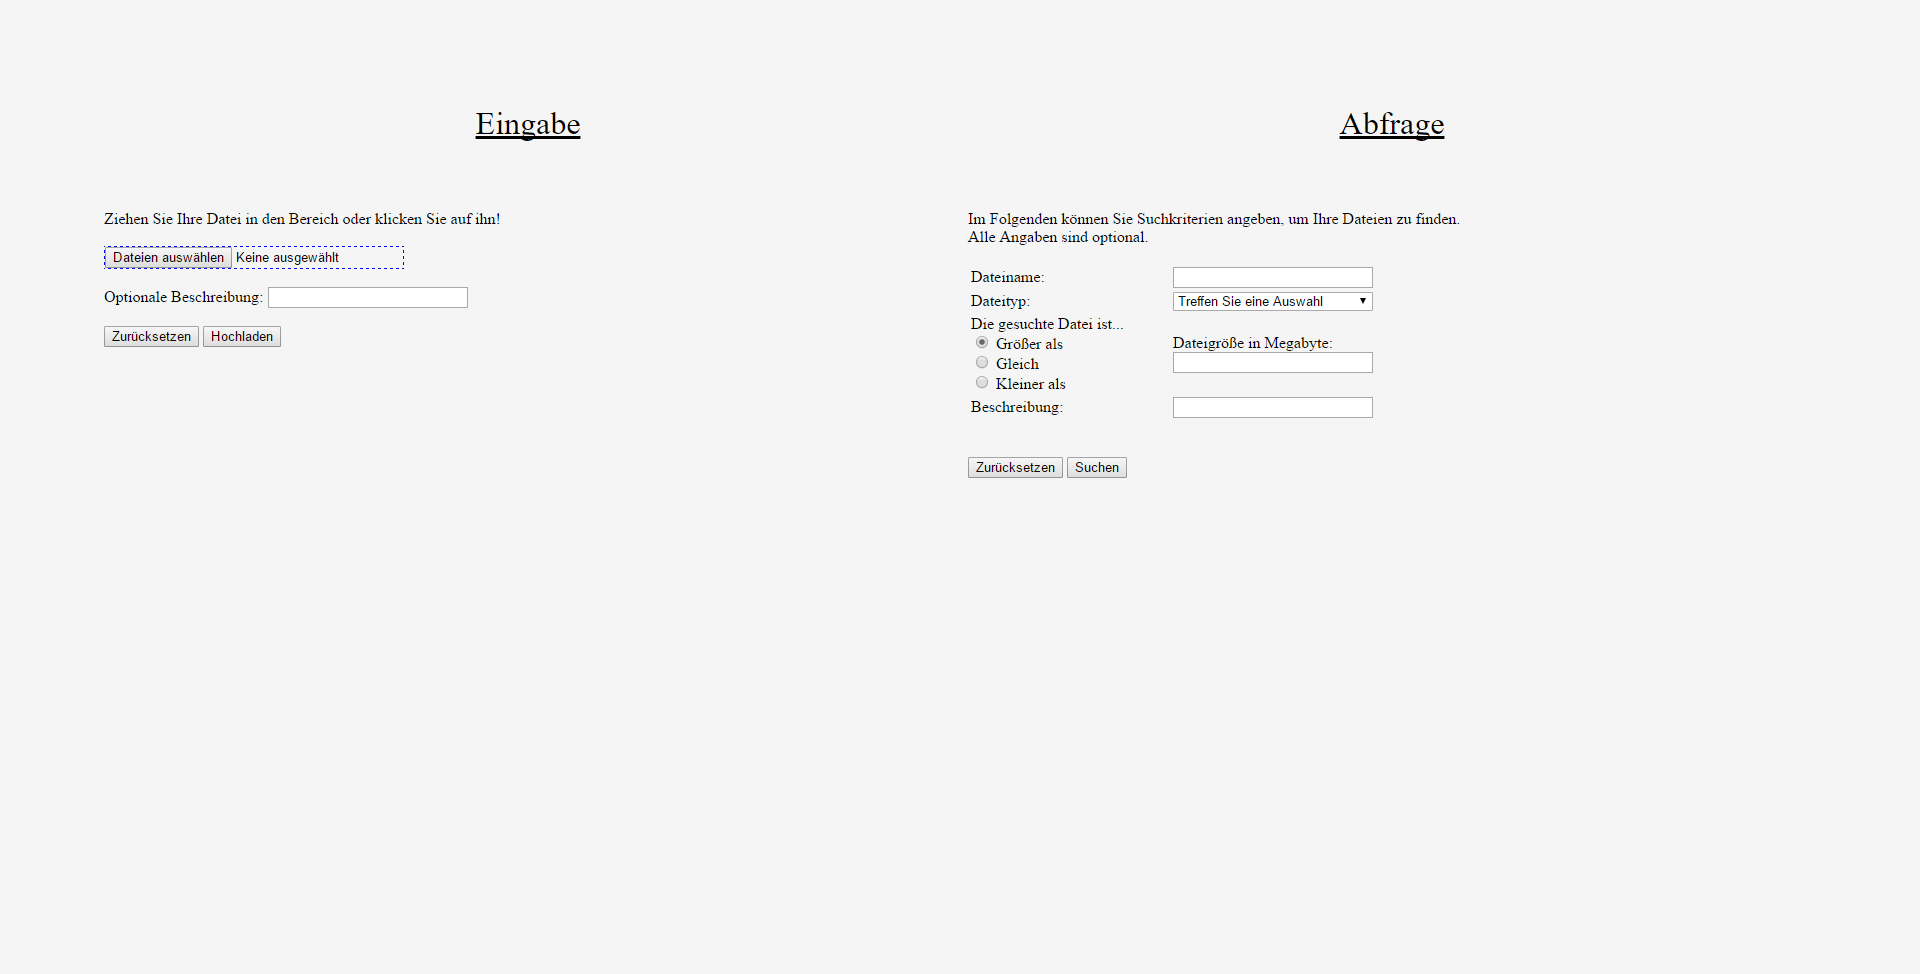 Eingabe
Ziehen Sie Ihre Datei in den Bereich oder klicken Sie auf ihn!
Dateien auswählen Keine ausgewählt
Optionale Beschreibung:
Zurücksetzen Hochladen
Abfrage
Im Folgenden können Sie Suchkriterien angeben, um Ihre Dateien zu finden.
Alle Angaben sind optional.
Dateiname:
Dateityp: Treffen Sie eine Auswahl
Die gesuchte Datei ist...
Größer als
Gleich
Kleiner als
Dateigröße in Megabyte:
Beschreibung:
Zurücksetzen Suchen